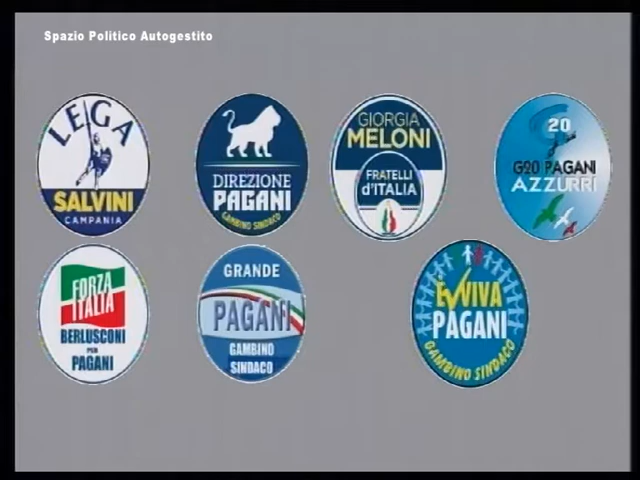 Spazio Politico Autogestito
LEGA
SALVINI
CAMPANIA
DIREZIONE
PAGANI
GAMBINO SINDACO
GIORGIA
MELONI
FRATELLI
d'ITALIA
20
G20 PAGANI
AZZURRI
FORZA
ITALIA
BERLUSCONI
PER
PAGANI
GRANDE
PAGANI
GAMBINO
SINDACO
ÈVVIVA
PAGANI
GAMBINO SINDACO